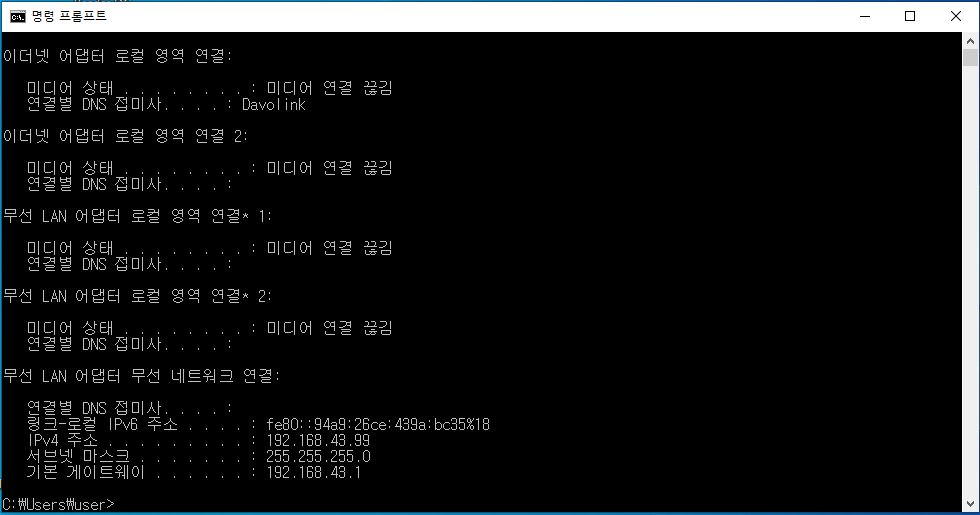 명령 프롬프트
이더넷 어댑터 로컬 영역 연결:
미디어 상태 . . . . . . . . : 미디어 연결 끊김
연결별 DNS 접미사. . . . : Davolink
이더넷 어댑터 로컬 영역 연결 2:
미디어 상태 . . . . . . . . : 미디어 연결 끊김
연결별 DNS 접미사. . . . :
무선 LAN 어댑터 로컬 영역 연결* 1:
미디어 상태 . . . . . . . . : 미디어 연결 끊김
연결별 DNS 접미사. . . . :
무선 LAN 어댑터 로컬 영역 연결* 2:
미디어 상태 . . . . . . . . : 미디어 연결 끊김
연결별 DNS 접미사. . . . :
무선 LAN 어댑터 무선 네트워크 연결:
연결별 DNS 접미사. . . . :
링크-로컬 IPv6 주소 . . . . : fe80::94a9:26ce:439a:bc35%18
IPv4 주소 . . . . . . . . . : 192.168.43.99
서브넷 마스크 . . . . . . . : 255.255.255.0
기본 게이트웨이 . . . . . . : 192.168.43.1
C:₩Users₩user>